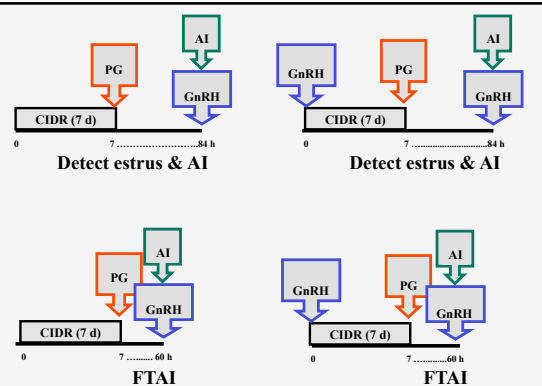 AI
PG
GnRH
CIDR (7 d)
0 7 ……………………..84 h
Detect estrus & AI
AI
GnRH
PG
GnRH
CIDR (7 d)
0 7 …...........................84 h
Detect estrus & AI
AI
PG
GnRH
CIDR (7 d)
0 7 ….…... 60 h
FTAI
AI
GnRH
PG
GnRH
CIDR (7 d)
0 7 ….........60 h
FTAI